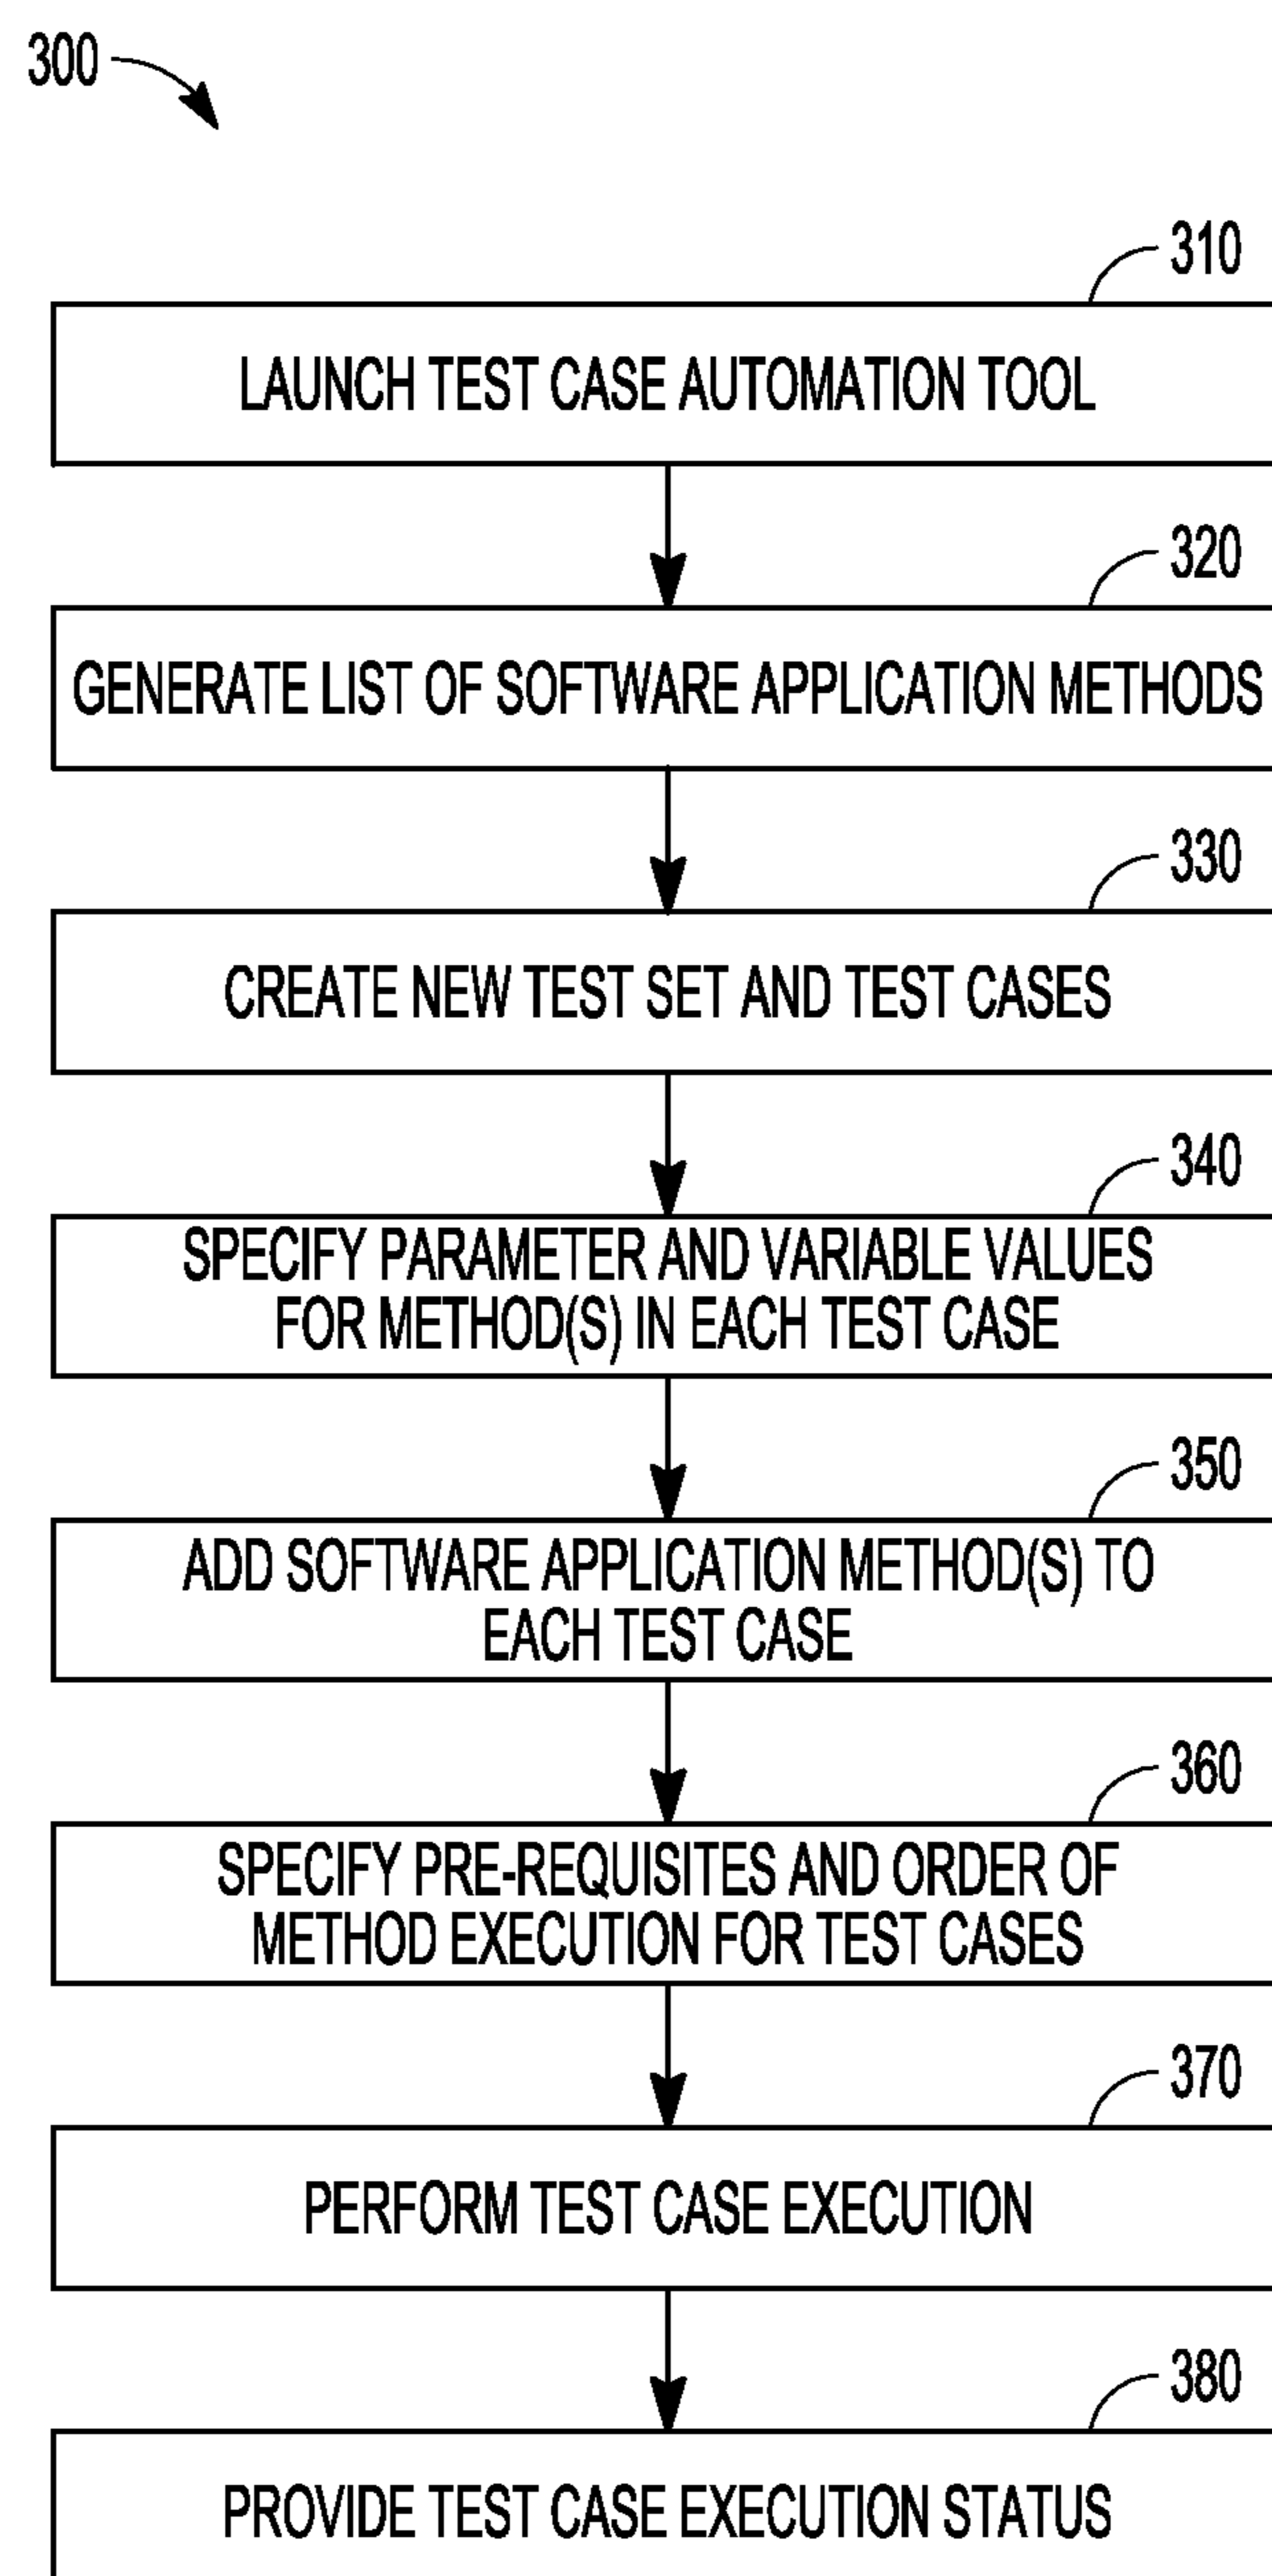 300
310
LAUNCH TEST CASE AUTOMATION TOOL
320
GENERATE LIST OF SOFTWARE APPLICATION METHODS
330
CREATE NEW TEST SET AND TEST CASES
340
SPECIFY PARAMETER AND VARIABLE VALUES
FOR METHOD(S) IN EACH TEST CASE
350
ADD SOFTWARE APPLICATION METHOD(S) TO
EACH TEST CASE
360
SPECIFY PRE-REQUISITES AND ORDER OF
METHOD EXECUTION FOR TEST CASES
370
PERFORM TEST CASE EXECUTION
380
PROVIDE TEST CASE EXECUTION STATUS